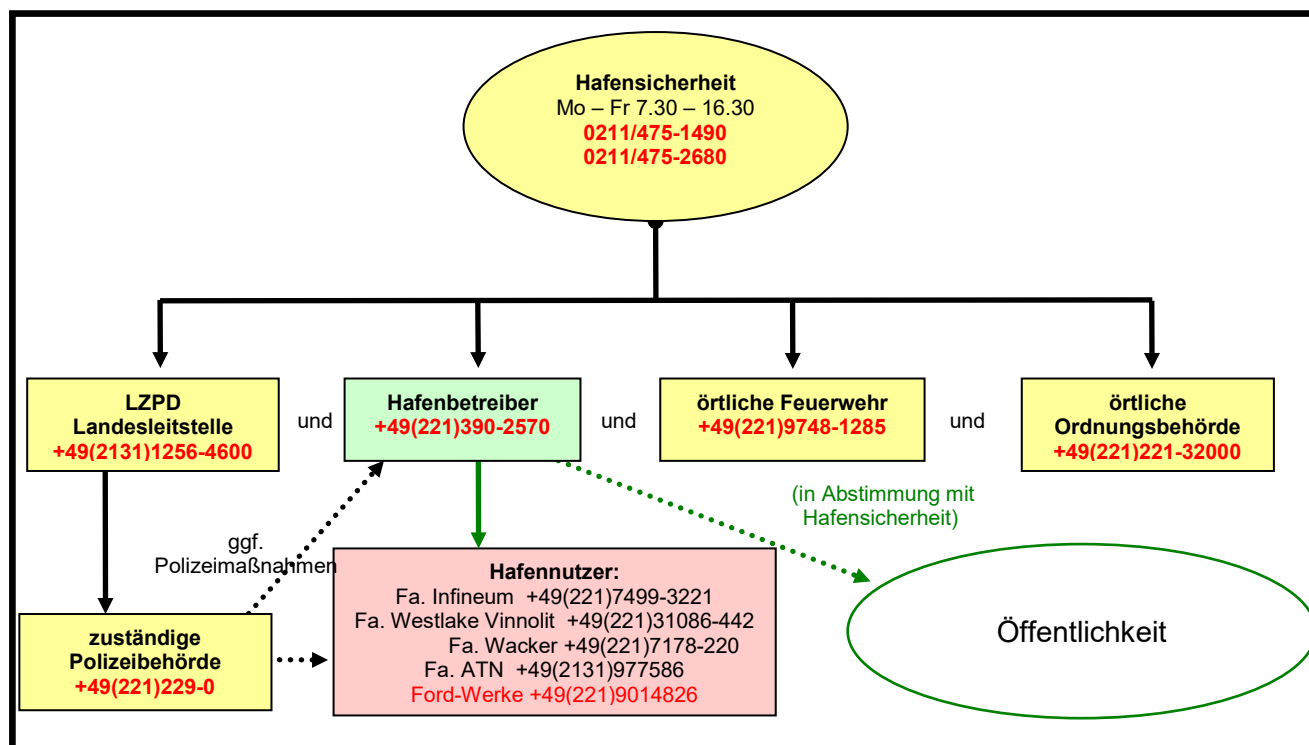 Hafensicherheit
Mo – Fr 7.30 – 16.30
0211/475-1490
0211/475-2680
LZPD
Landesleitstelle
+49(2131)1256-4600
und
Hafenbetreiber
+49(221)390-2570
und
örtliche Feuerwehr
+49(221)9748-1285
und
örtliche
Ordnungsbehörde
+49(221)221-32000
(in Abstimmung mit
Hafensicherheit)
ggf.
Polizeimaßnahmen
zuständige
Polizeibehörde
+49(221)229-0
Hafennutzer:
Fa. Infineum +49(221)7499-3221
Fa. Westlake Vinnolit +49(221)31086-442
Fa. Wacker +49(221)7178-220
Fa. ATN +49(2131)977586
Ford-Werke +49(221)9014826
Öffentlichkeit